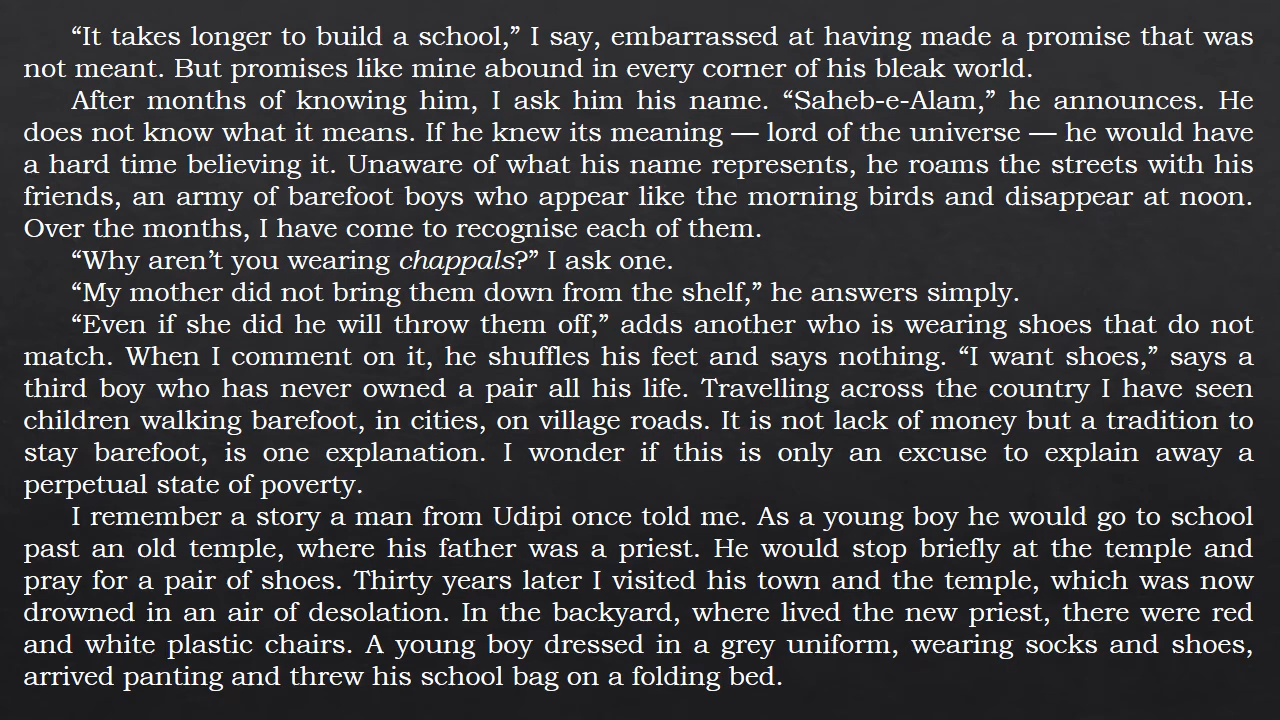 “It takes longer to build a school,” I say, embarrassed at having made a promise that was
not meant. But promises like mine abound in every corner of his bleak world.
After months of knowing him, I ask him his name. “Saheb-e-Alam,” he announces. He
does not know what it means. If he knew its meaning — lord of the universe — he would have
a hard time believing it. Unaware of what his name represents, he roams the streets with his
friends, an army of barefoot boys who appear like the morning birds and disappear at noon.
Over the months, I have come to recognise each of them.
“Why aren’t you wearing chappals?” I ask one.
“My mother did not bring them down from the shelf,” he answers simply.
“Even if she did he will throw them off,” adds another who is wearing shoes that do not
match. When I comment on it, he shuffles his feet and says nothing. “I want shoes,” says a
third boy who has never owned a pair all his life. Travelling across the country I have seen
children walking barefoot, in cities, on village roads. It is not lack of money but a tradition to
stay barefoot, is one explanation. I wonder if this is only an excuse to explain away a
perpetual state of poverty.
I remember a story a man from Udipi once told me. As a young boy he would go to school
past an old temple, where his father was a priest. He would stop briefly at the temple and
pray for a pair of shoes. Thirty years later I visited his town and the temple, which was now
drowned in an air of desolation. In the backyard, where lived the new priest, there were red
and white plastic chairs. A young boy dressed in a grey uniform, wearing socks and shoes,
arrived panting and threw his school bag on a folding bed.